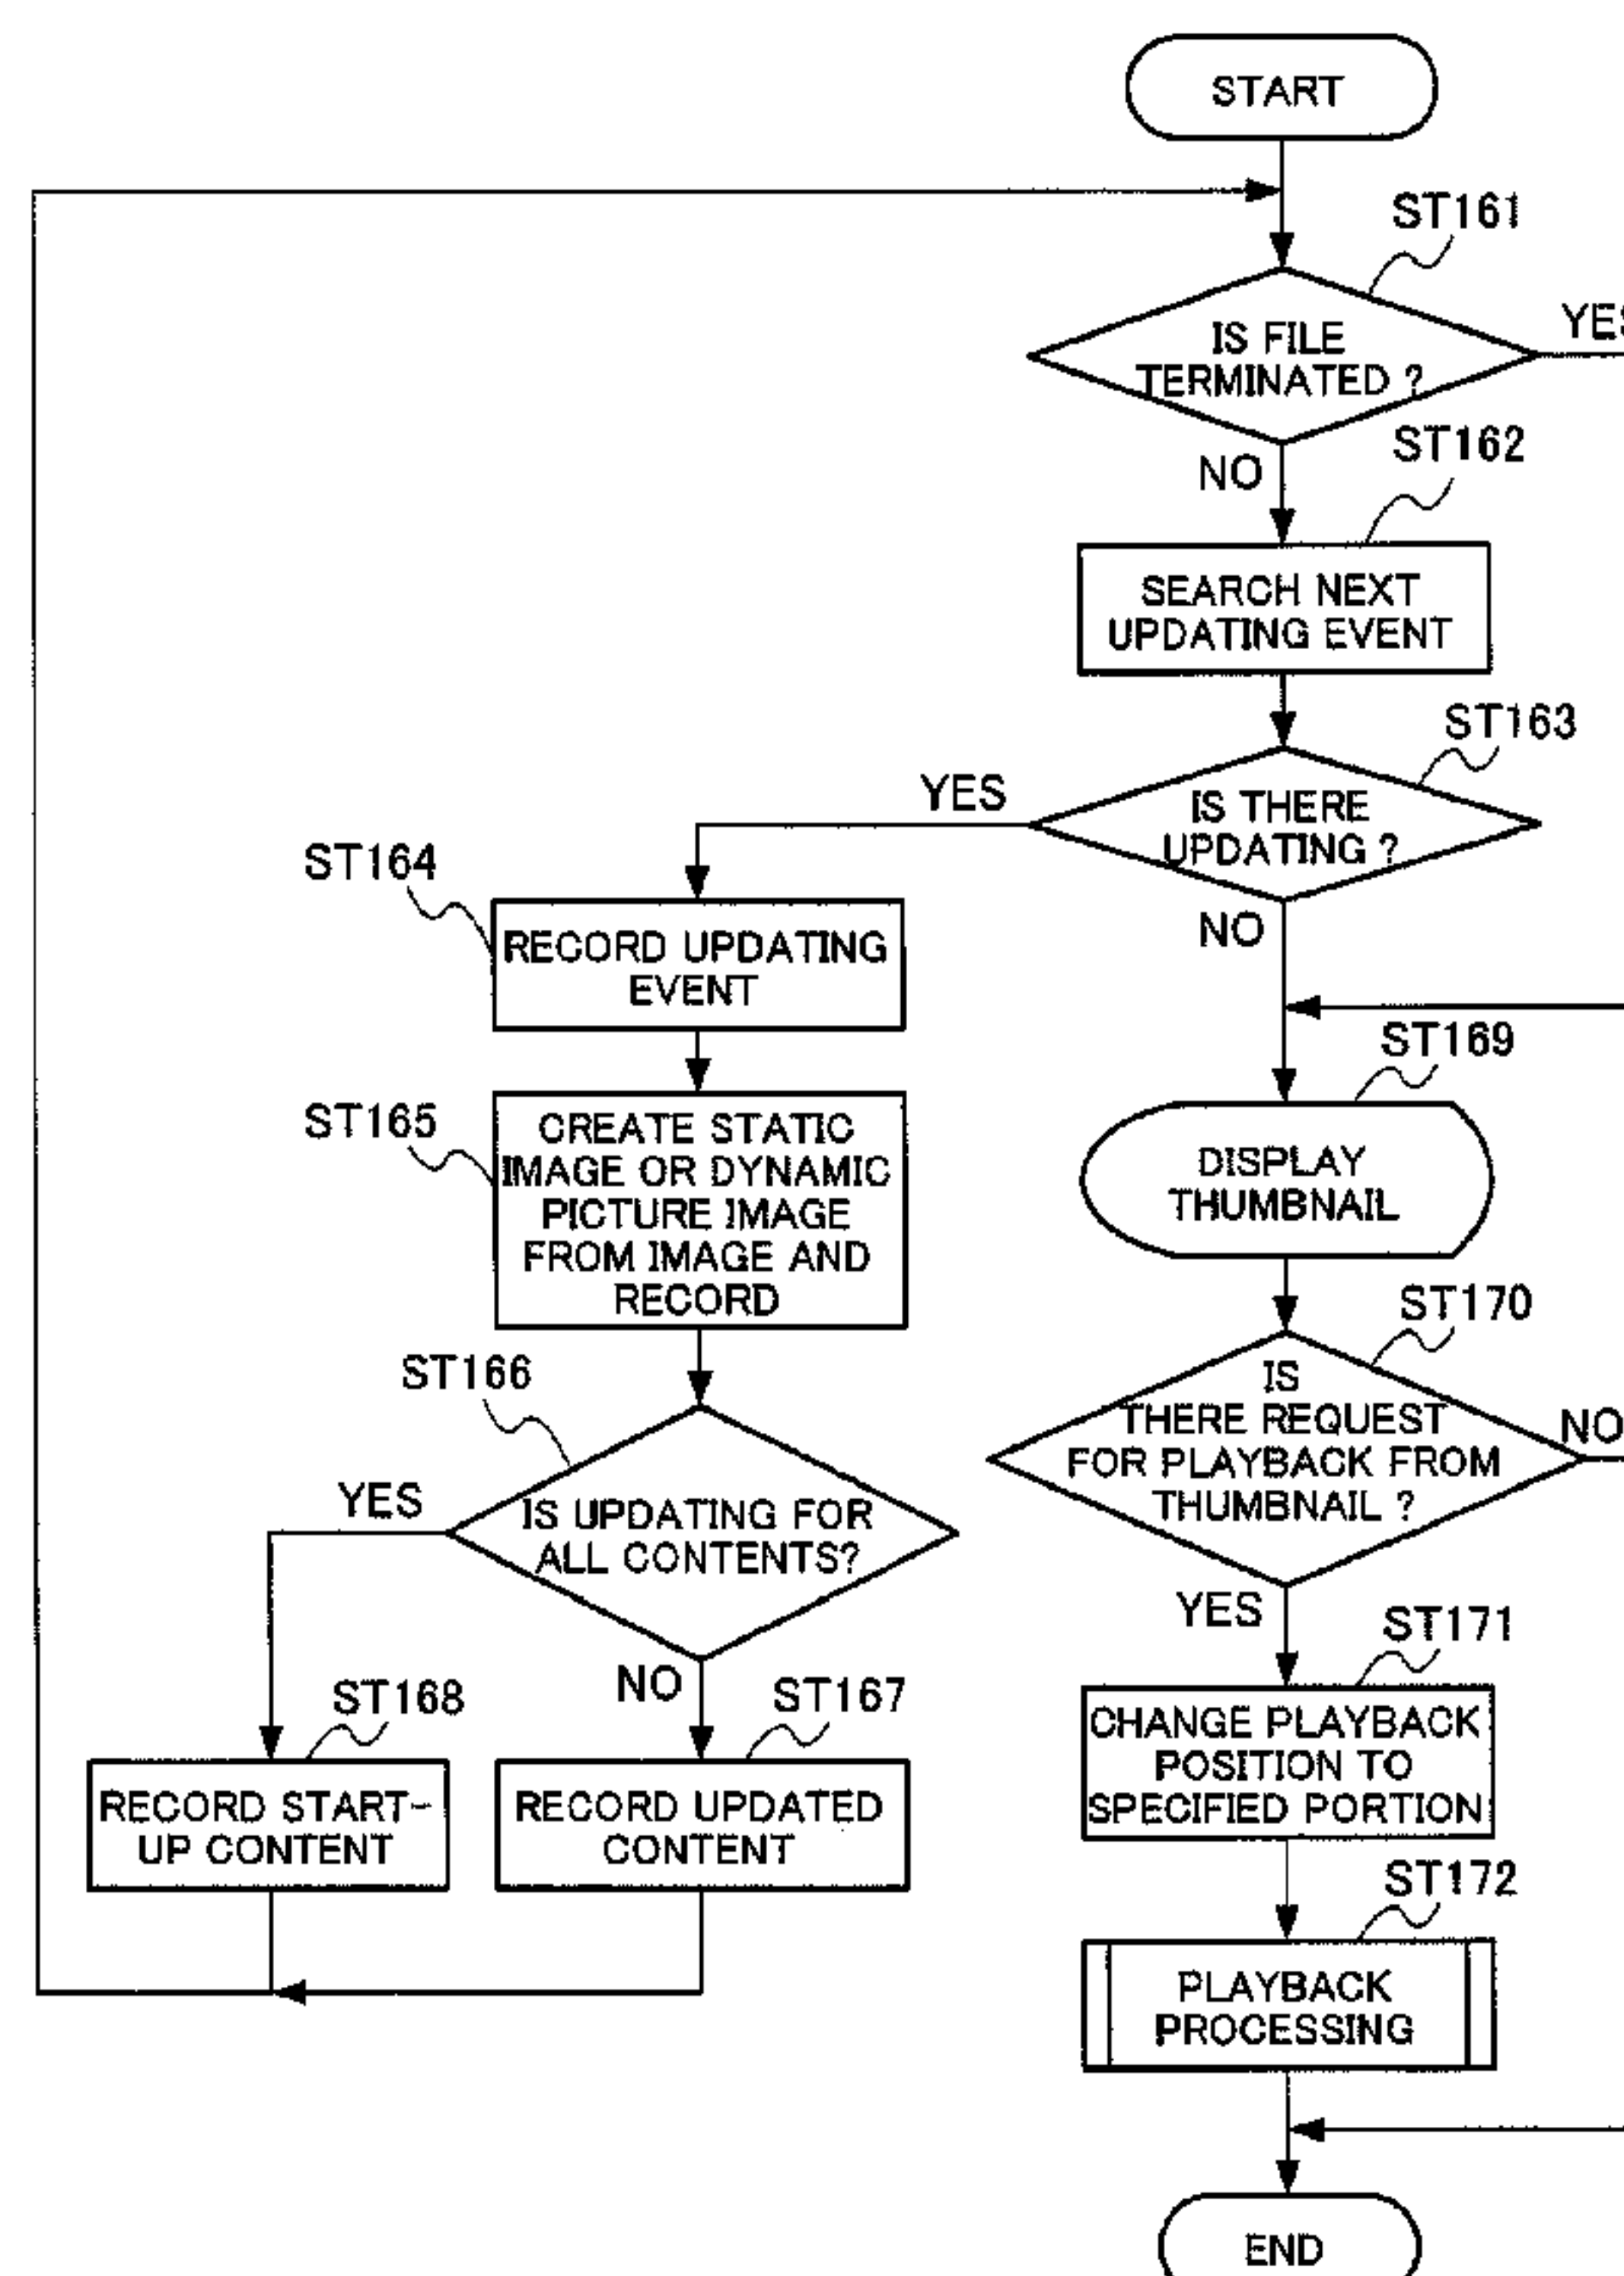 START
ST161
IS FILE
TERMINATED ?
YES
NO
ST162
SEARCH NEXT
UPDATING EVENT
ST163
IS THERE
UPDATING ?
YES
NO
ST164
RECORD UPDATING
EVENT
ST165
CREATE STATIC
IMAGE OR DYNAMIC
PICTURE IMAGE
FROM IMAGE AND
RECORD
ST166
IS UPDATING FOR
ALL CONTENTS?
YES
NO
ST168
RECORD START-
UP CONTENT
ST167
RECORD UPDATED
CONTENT
ST169
DISPLAY
THUMBNAIL
ST170
IS
THERE REQUEST
FOR PLAYBACK FROM
THUMBNAIL ?
NO
YES
ST171
CHANGE PLAYBACK
POSITION TO
SPECIFIED PORTION
ST172
PLAYBACK
PROCESSING
END